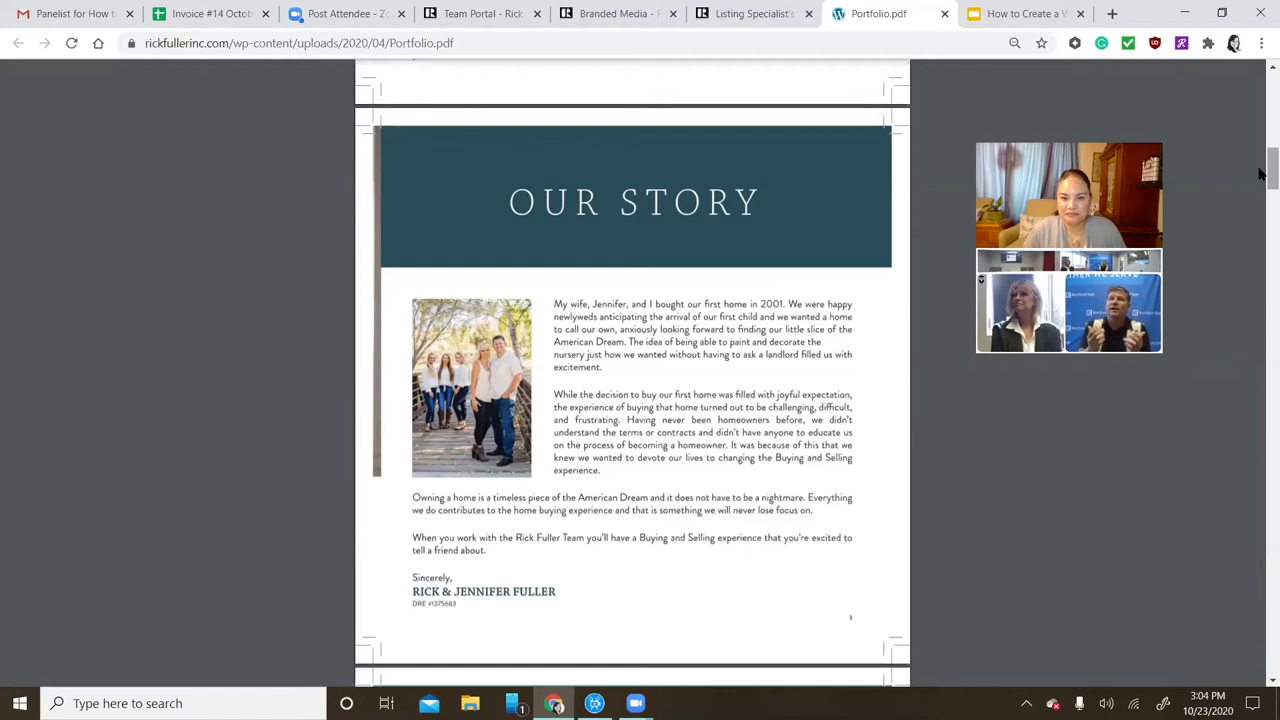 Panelist for How t
Invoice #14 Octob
Post Attendee - Zo
Team Portal - Rick
Branded Media - F
Listing Specialist's
Portfolio.pdf
How to Create a W
rickfullerinc.com/wp-content/uploads/2020/04/Portfolio.pdf
OUR STORY
My wife, Jennifer, and I bought our first home in 2001. We were happy
newlyweds anticipating the arrival of our first child and we wanted a home
to call our own, anxiously looking forward to finding our little slice of the
American Dream. The idea of being able to paint and decorate the
nursery just how we wanted without having to ask a landlord filled us with
excitement.
While the decision to buy our first home was filled with joyful expectation,
the experience of buying that home turned out to be challenging, difficult,
and frustrating. Having never been homeowners before, we didn't
understand the terms or contracts and didn't have anyone to educate us
on the process of becoming a homeowner. It was because of this that we
knew we wanted to devote our lives to changing the Buying and Selling
experience.
Owning a home is a timeless piece of the American Dream and it does not have to be a nightmare. Everything
we do contributes to the home buying experience and that is something we will never lose focus on.
When you work with the Rick Fuller Team you'll have a Buying and Selling experience that you're excited to
tell a friend about.
Sincerely,
RICK & JENNIFER FULLER
DRE #1375683
3
WE SERVE
Type here to search
1
3:04 PM
10/23/2020